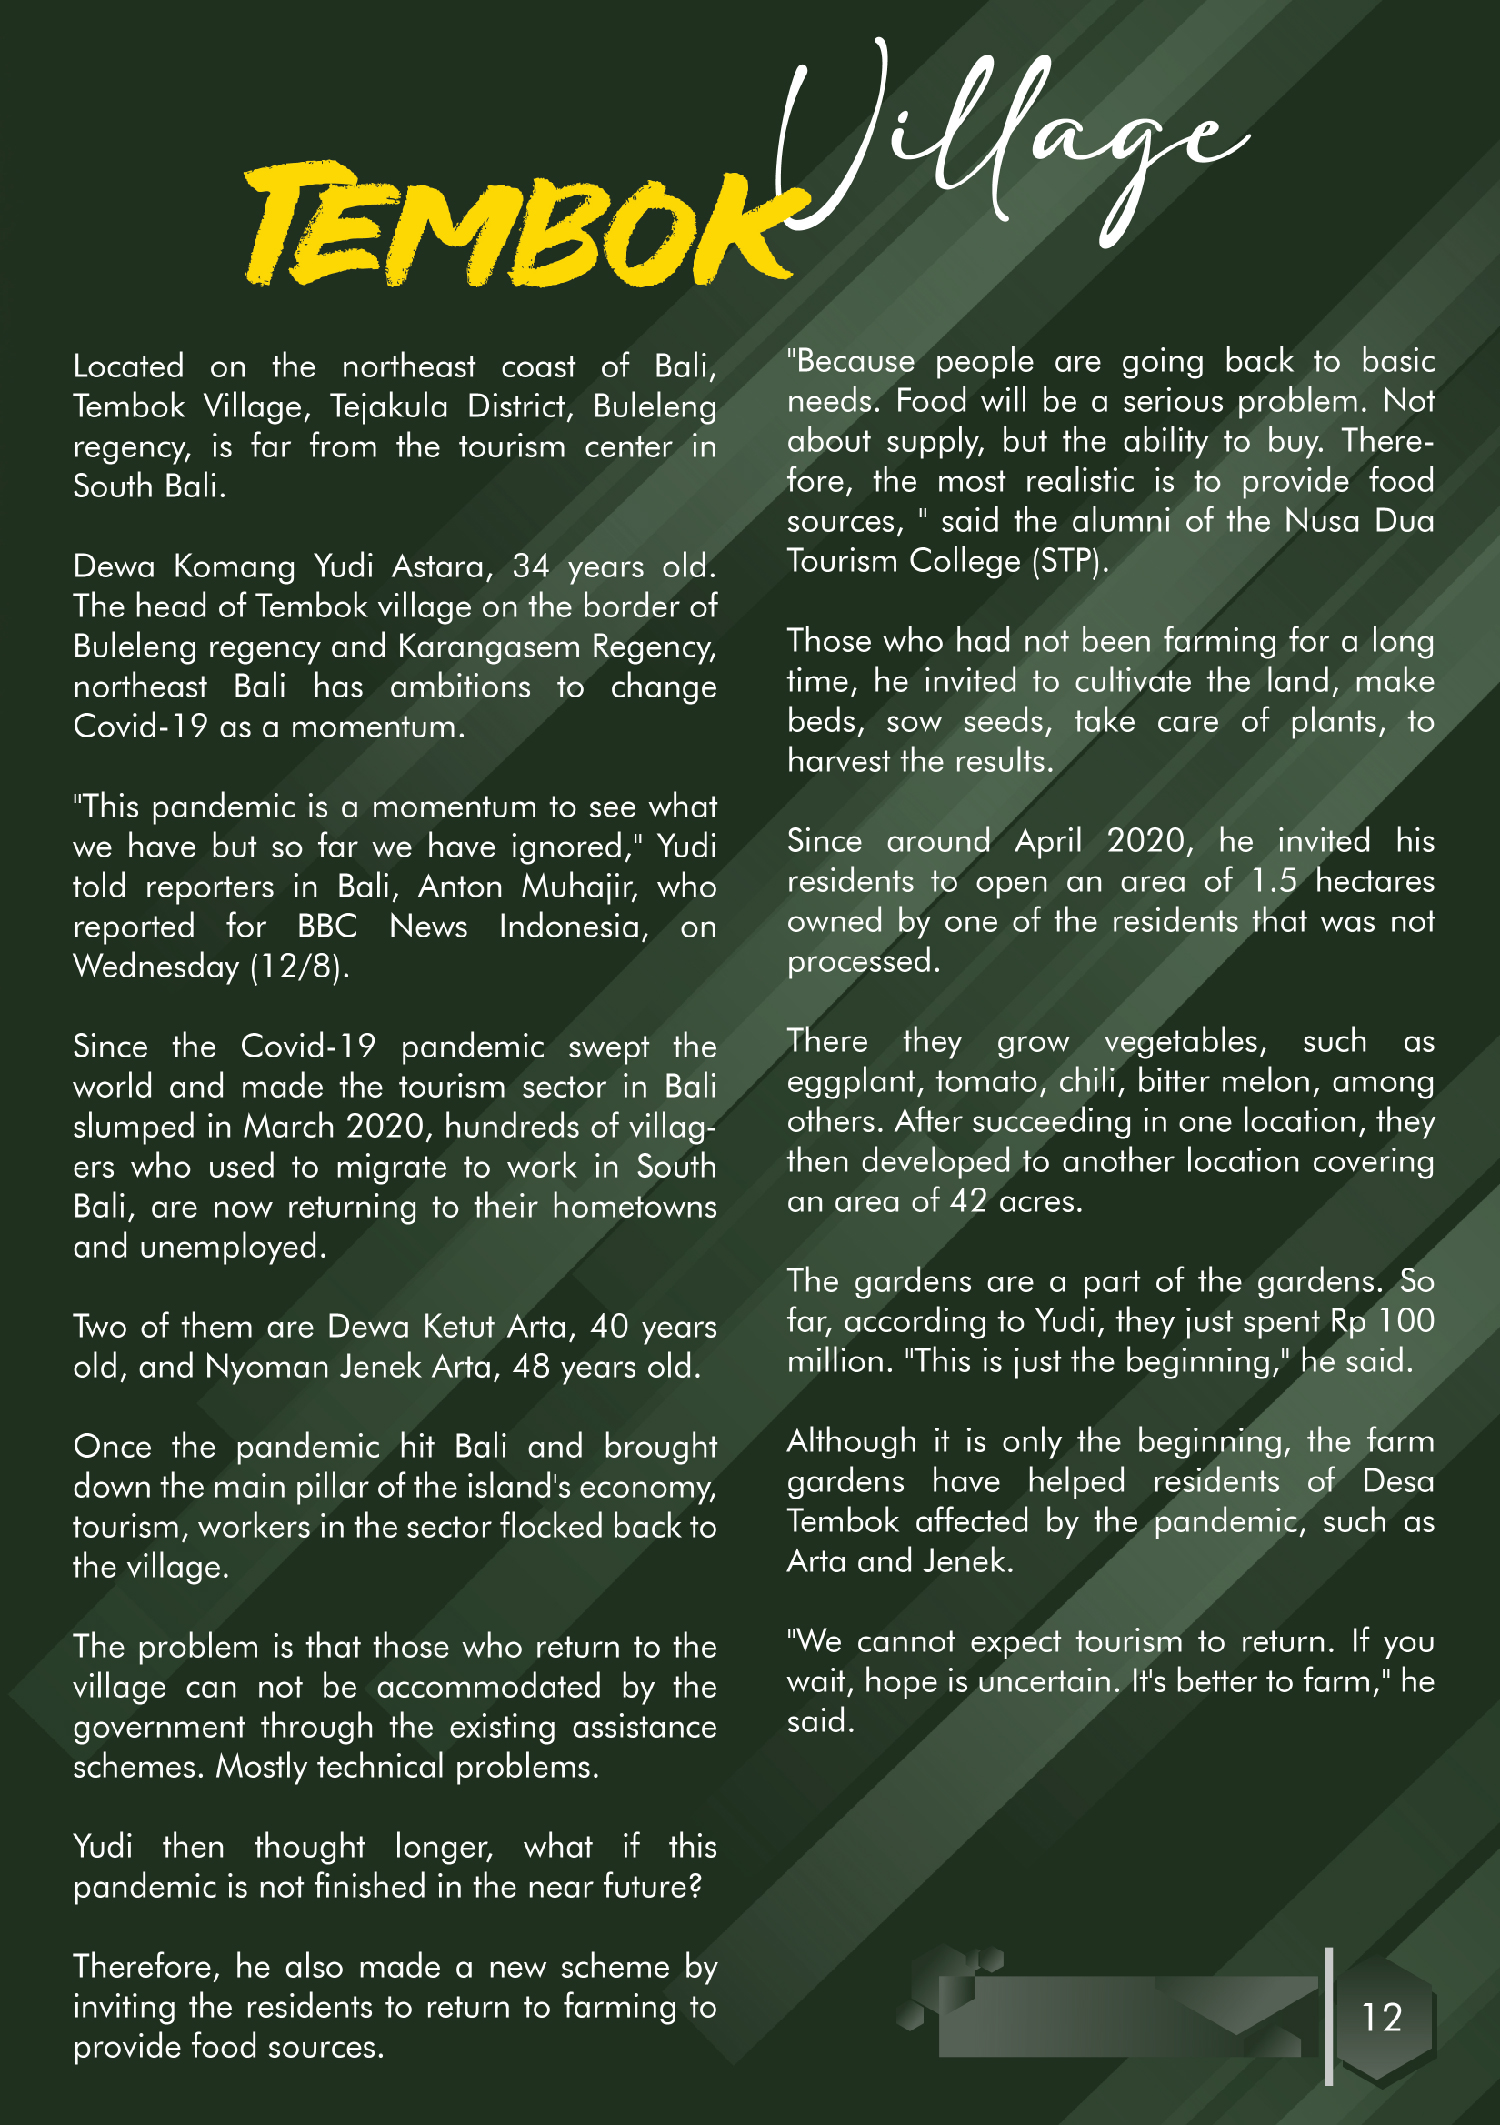 Tembok Village
Located on the northeast coast of Bali,
Tembok Village, Tejakula District, Buleleng
regency, is far from the tourism center in
South Bali.
Dewa Komang Yudi Astara, 34 years old.
The head of Tembok village on the border of
Buleleng regency and Karangasem Regency,
northeast Bali has ambitions to change
Covid-19 as a momentum.
"This pandemic is a momentum to see what
we have but so far we have ignored," Yudi
told reporters in Bali, Anton Muhajir, who
reported for BBC News Indonesia, on
Wednesday (12/8).
Since the Covid-19 pandemic swept the
world and made the tourism sector in Bali
slumped in March 2020, hundreds of villag-
ers who used to migrate to work in South
Bali, are now returning to their hometowns
and unemployed.
Two of them are Dewa Ketut Arta, 40 years
old, and Nyoman Jenek Arta, 48 years old.
Once the pandemic hit Bali and brought
down the main pillar of the island's economy,
tourism, workers in the sector flocked back to
the village.
The problem is that those who return to the
village can not be accommodated by the
government through the existing assistance
schemes. Mostly technical problems.
Yudi then thought longer, what if this
pandemic is not finished in the near future?
Therefore, he also made a new scheme by
inviting the residents to return to farming to
provide food sources.
"Because people are going back to basic
needs. Food will be a serious problem. Not
about supply, but the ability to buy. There-
fore, the most realistic is to provide food
sources, " said the alumni of the Nusa Dua
Tourism College (STP).
Those who had not been farming for a long
time, he invited to cultivate the land, make
beds, sow seeds, take care of plants, to
harvest the results.
Since around April 2020, he invited his
residents to open an area of 1.5 hectares
owned by one of the residents that was not
processed.
There they grow vegetables, such as
eggplant, tomato, chili, bitter melon, among
others. After succeeding in one location, they
then developed to another location covering
an area of 42 acres.
The gardens are a part of the gardens. So
far, according to Yudi, they just spent Rp 100
million. "This is just the beginning," he said.
Although it is only the beginning, the farm
gardens have helped residents of Desa
Tembok affected by the pandemic, such as
Arta and Jenek.
"We cannot expect tourism to return. If you
wait, hope is uncertain. It's better to farm," he
said.
12